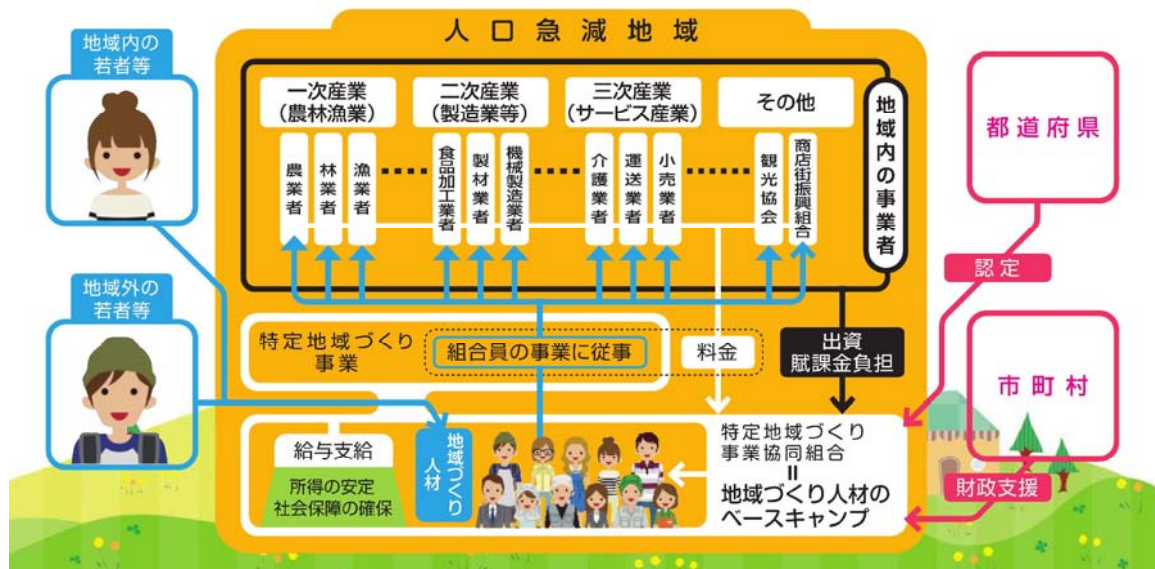 人口急減地域
地域内の
若者等
地域外の
若者等
一次産業
(農林漁業)
農業者
林業者
漁業者
二次産業
(製造業等)
食品加工業者
製材業者
機械製造業者
三次産業
(サービス産業)
介護業者
運送業者
小売業者
その他
観光協会
商店街振興組合
地域内の事業者
都道府県
認定
市町村
財政支援
特定地域づくり
事業
組合員の事業に従事
料金
出資
賦課金負担
給与支給
所得の安定
社会保障の確保
地域づくり
人材
特定地域づくり
事業協同組合
＝
地域づくり人材の
ベースキャンプ